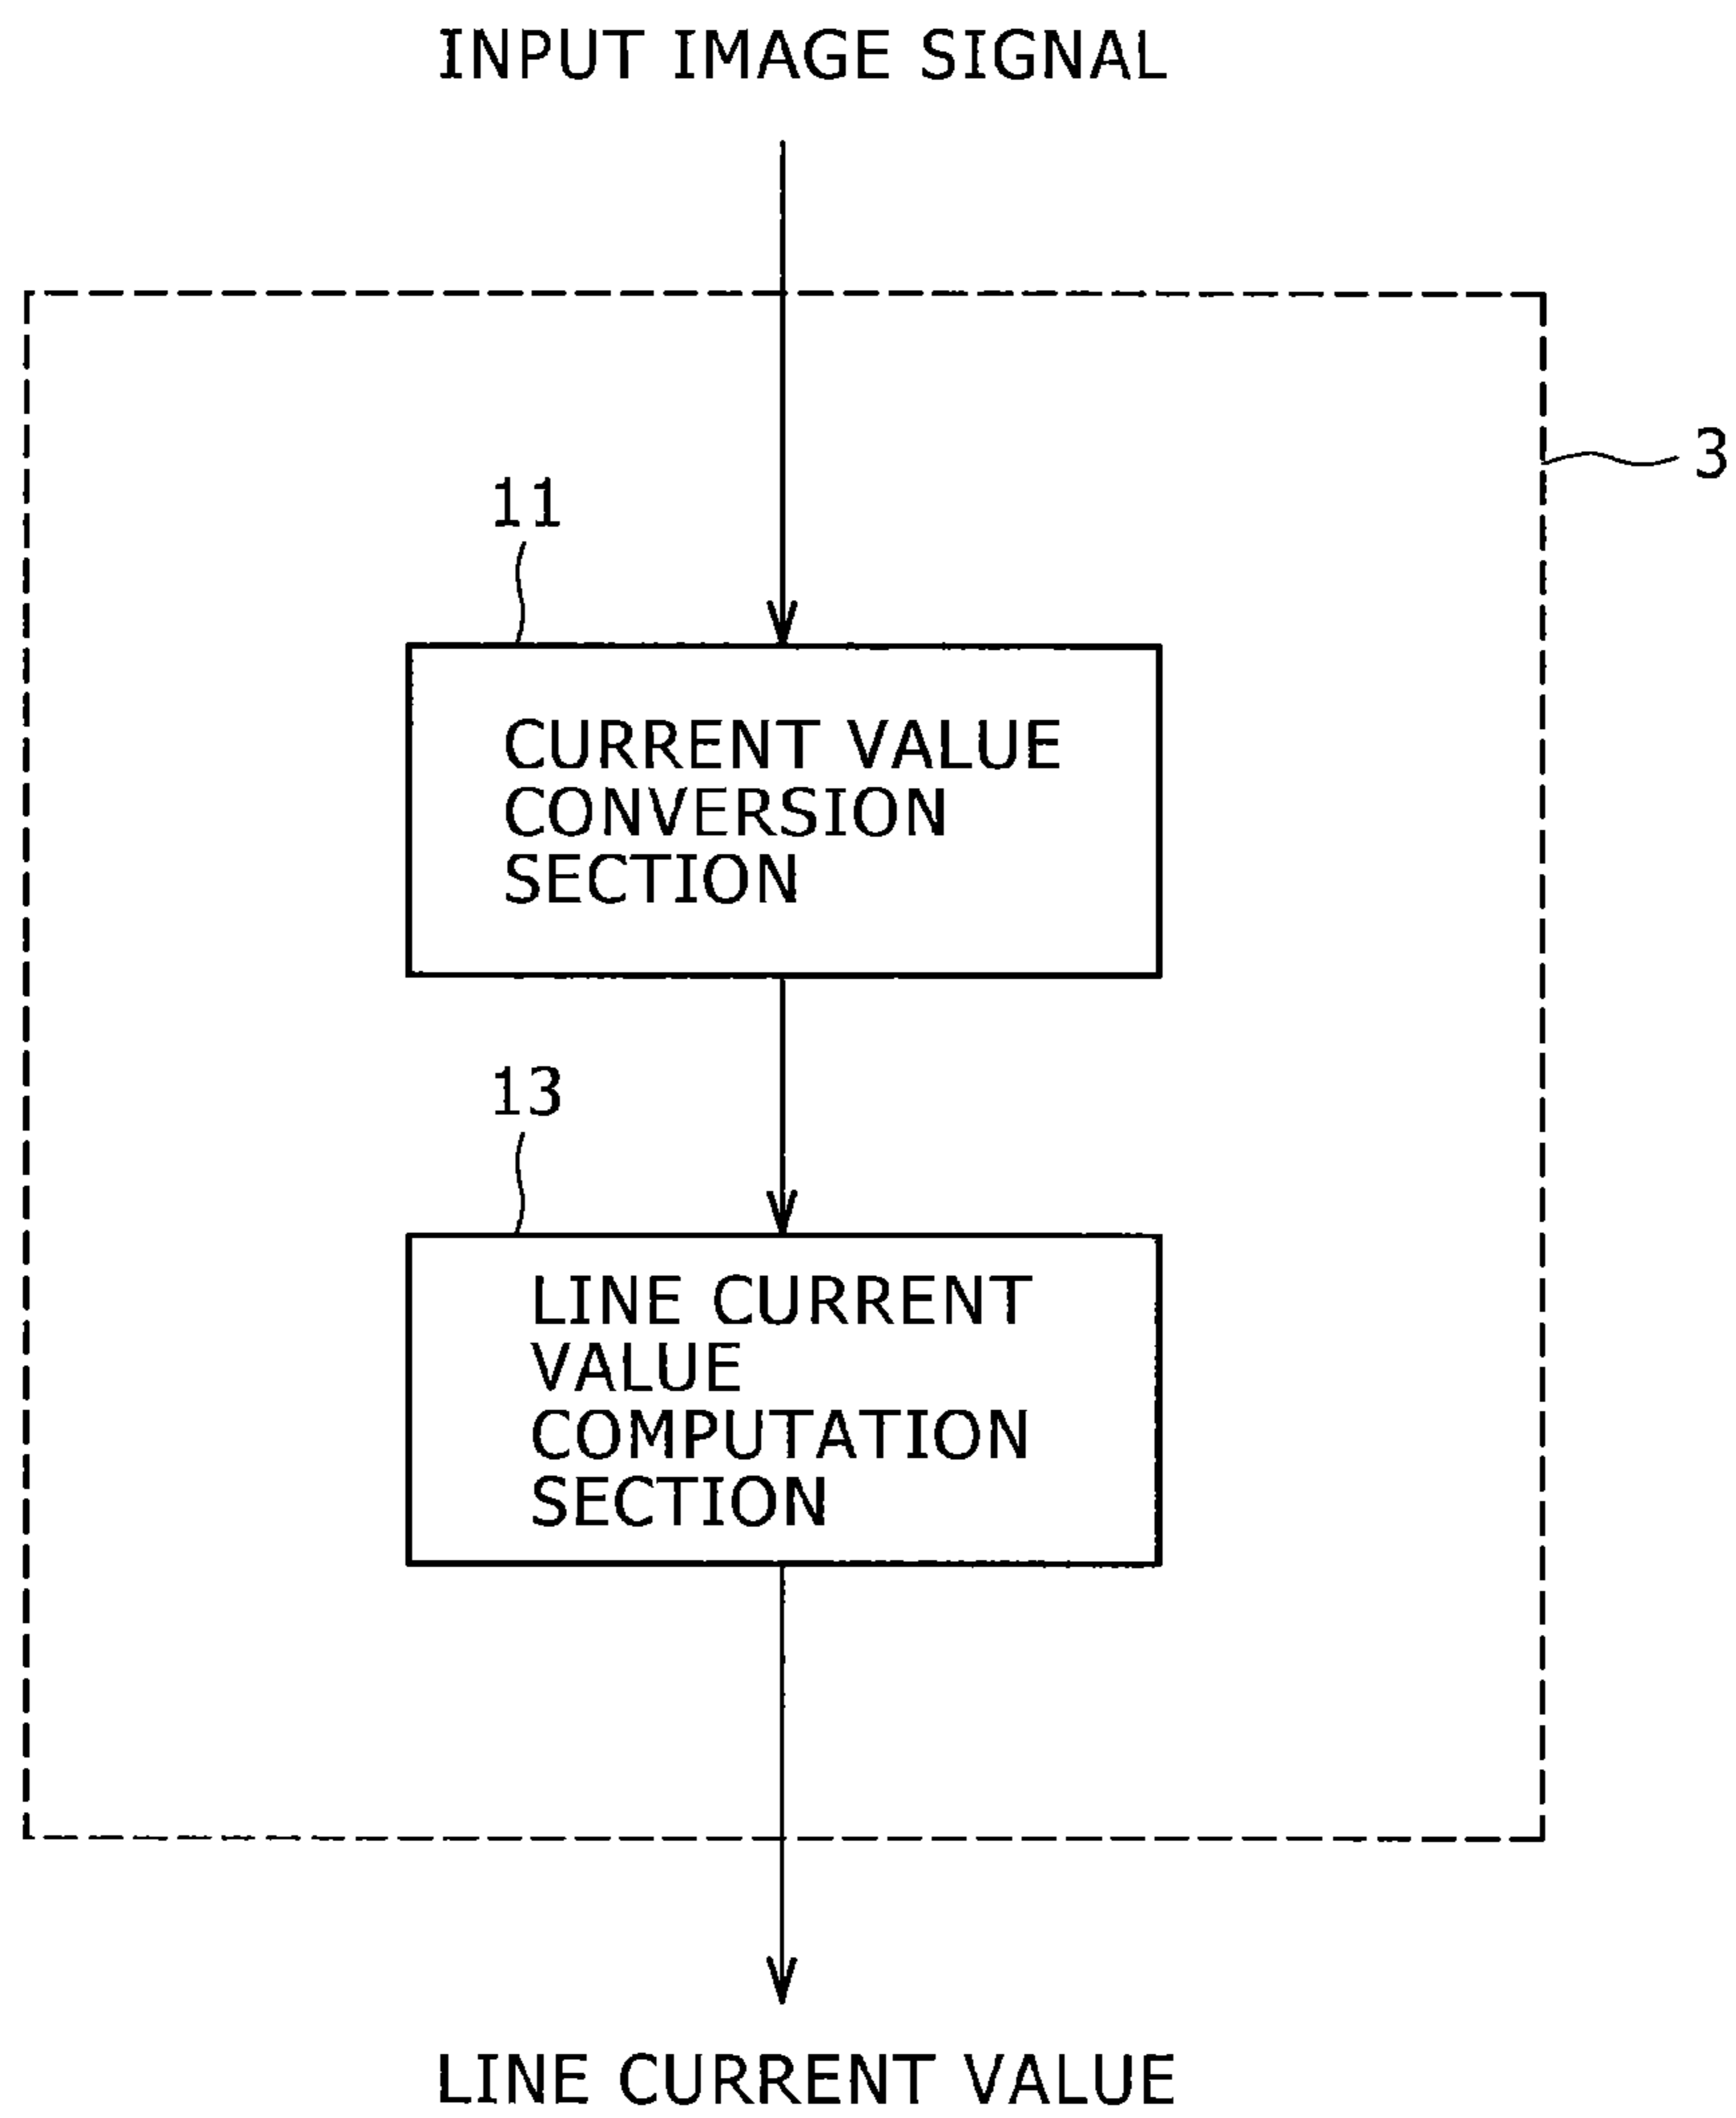 INPUT IMAGE SIGNAL
3
11
CURRENT VALUE
CONVERSION
SECTION
13
LINE CURRENT
VALUE
COMPUTATION
SECTION
LINE CURRENT VALUE